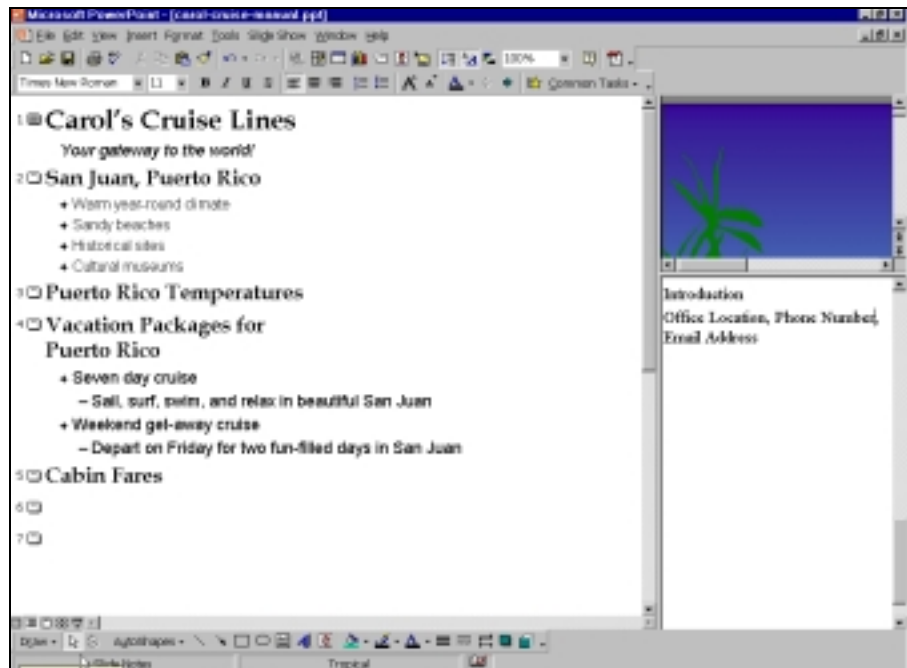 Microsoft PowerPoint - [carol-cruise-manual.ppt]
File Edit View Insert Format Tools Slide Show Window Help
100%
Times New Roman
B I U S
Common Tasks
1 Carol's Cruise Lines
Your gateway to the world!
2 San Juan, Puerto Rico
Warm year-round climate
Sandy beaches
Historical sites
Cultural museums
3 Puerto Rico Temperatures
4 Vacation Packages for
Puerto Rico
Seven day cruise
– Sail, surf, swim, and relax in beautiful San Juan
Weekend get-away cruise
– Depart on Friday for two fun-filled days in San Juan
5 Cabin Fares
6
7
Introduction
Office Location, Phone Number,
Email Address
Draw AutoShapes
Slide Notes Tropical